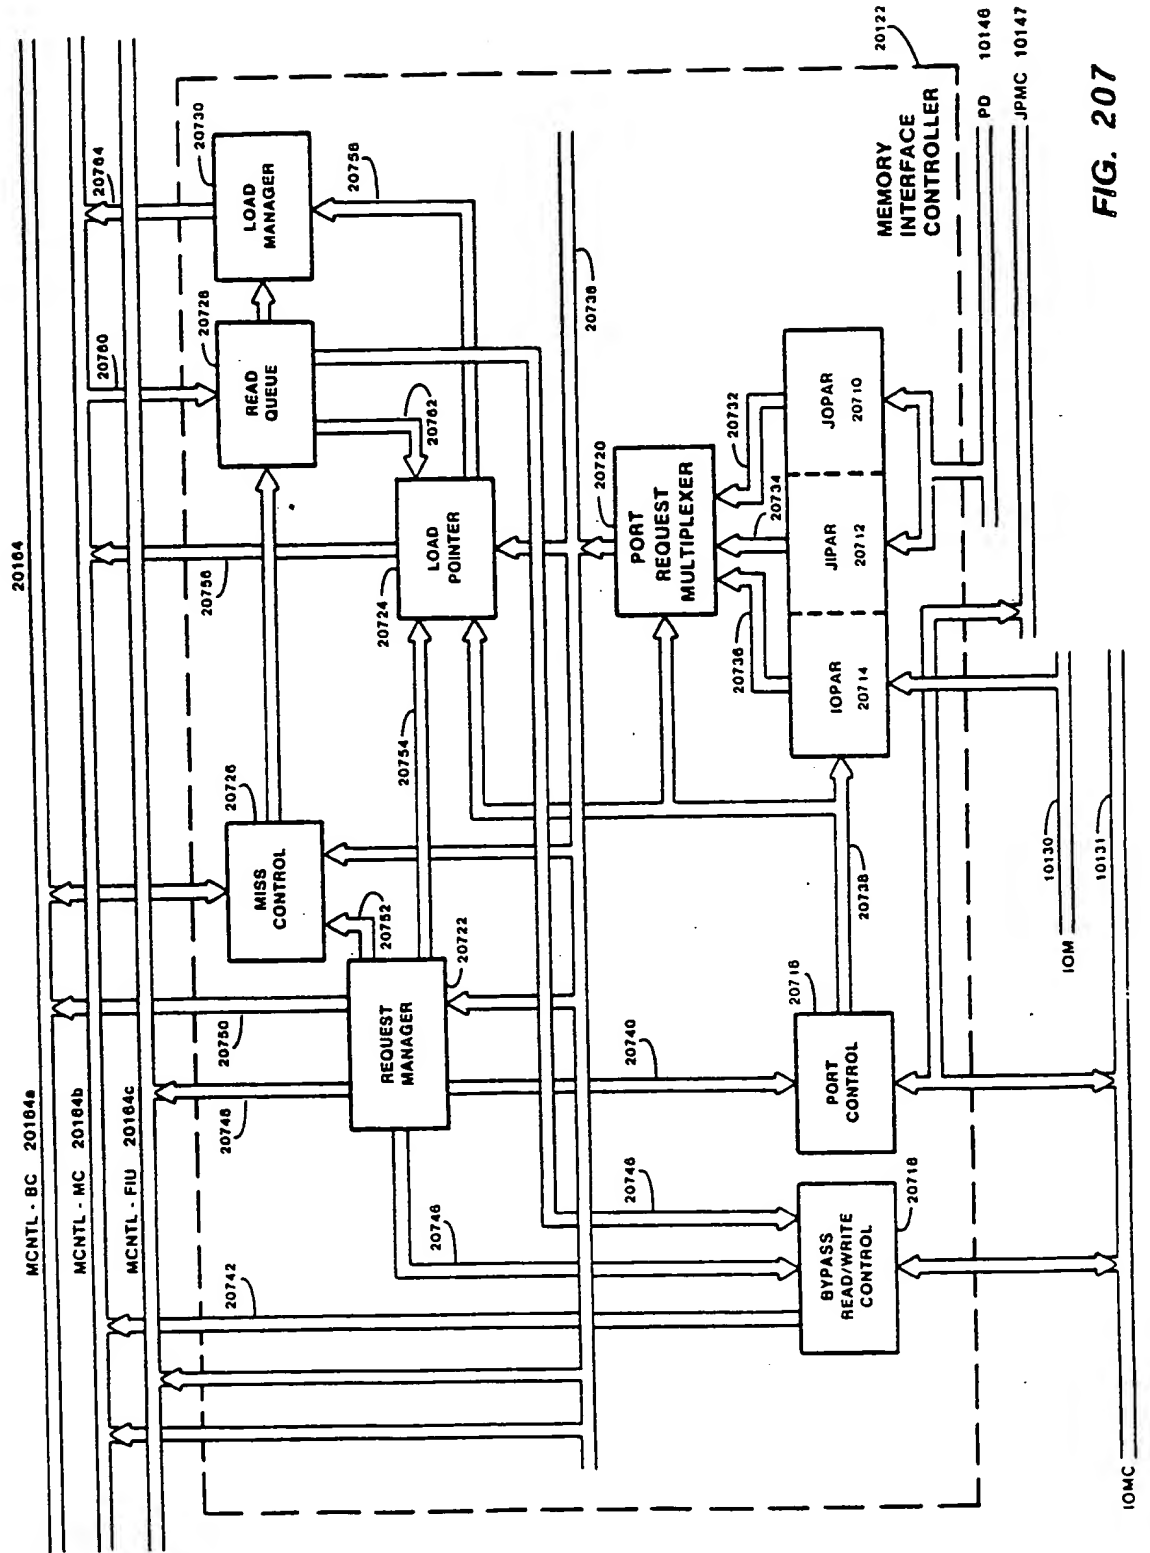 20164
MCNTL - BC 20164a
MCNTL - MC 20164b
MCNTL - FIU 20164c
20764
20730
LOAD
MANAGER
20758
20760
20728
READ
QUEUE
20762
20756
20724
LOAD
POINTER
20754
20726
MISS
CONTROL
20752
20722
REQUEST
MANAGER
20750
20748
20742
20746
20746
20740
20736
20720
PORT
REQUEST
MULTIPLEXER
20732
20734
20736
JOPAR
20710
JIPAR
20712
IOPAR
20714
20738
20716
PORT
CONTROL
20718
BYPASS
READ/WRITE
CONTROL
20122
MEMORY
INTERFACE
CONTROLLER
PD 10146
JPMC 10147
10130
IOM
10131
IOMC
FIG. 207